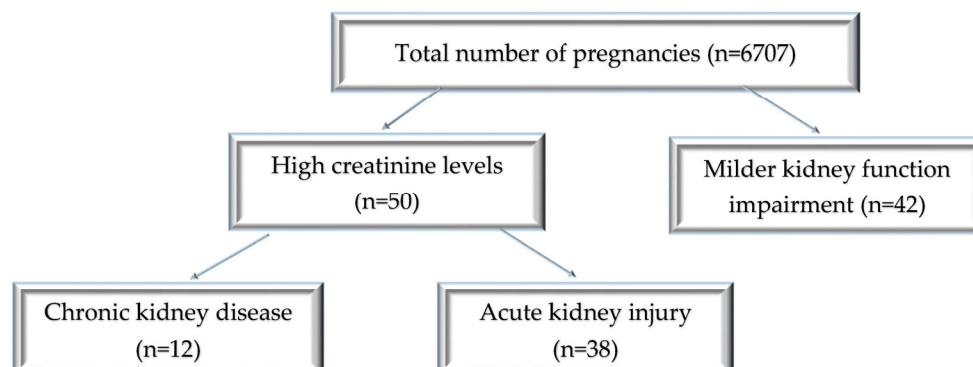 Total number of pregnancies (n=6707)
High creatinine levels
(n=50)
Milder kidney function
impairment (n=42)
Chronic kidney disease
(n=12)
Acute kidney injury
(n=38)